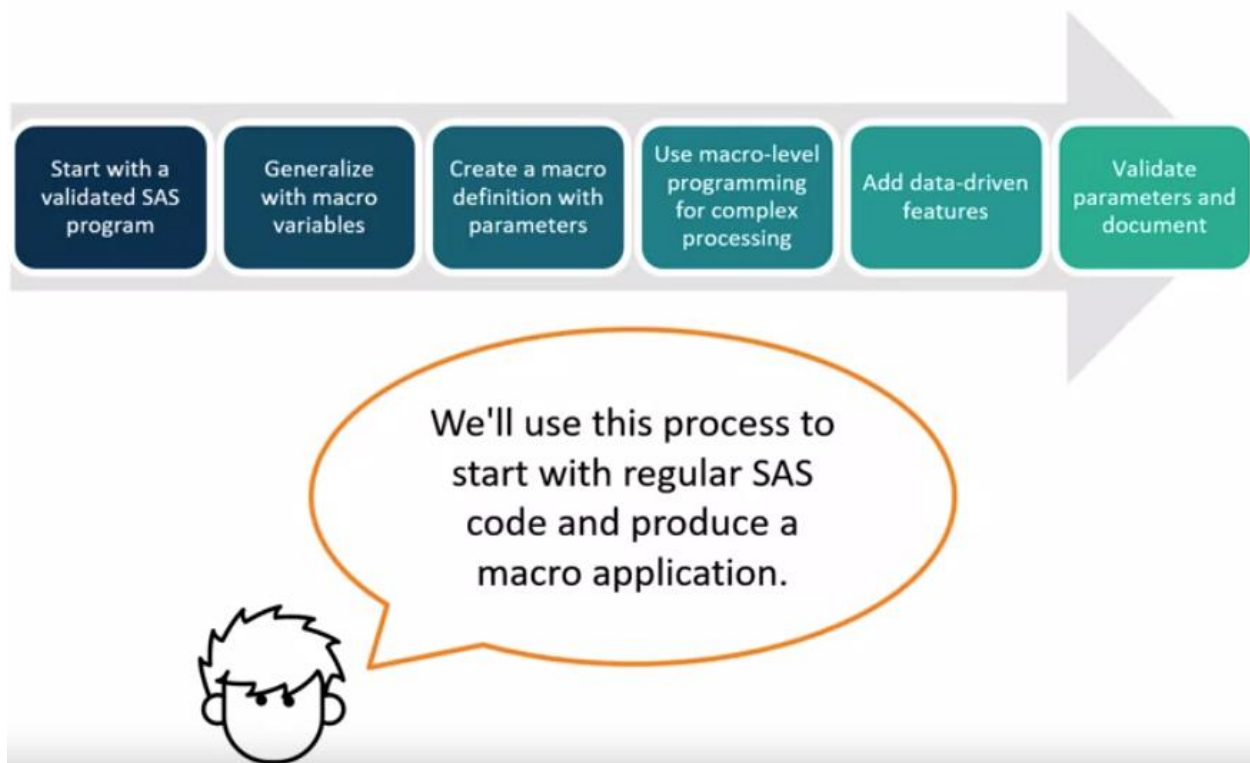 Start with a
validated SAS
program
Generalize
with macro
variables
Create a macro
definition with
parameters
Use macro-level
programming
for complex
processing
Add data-driven
features
Validate
parameters and
document
We'll use this process to
start with regular SAS
code and produce a
macro application.